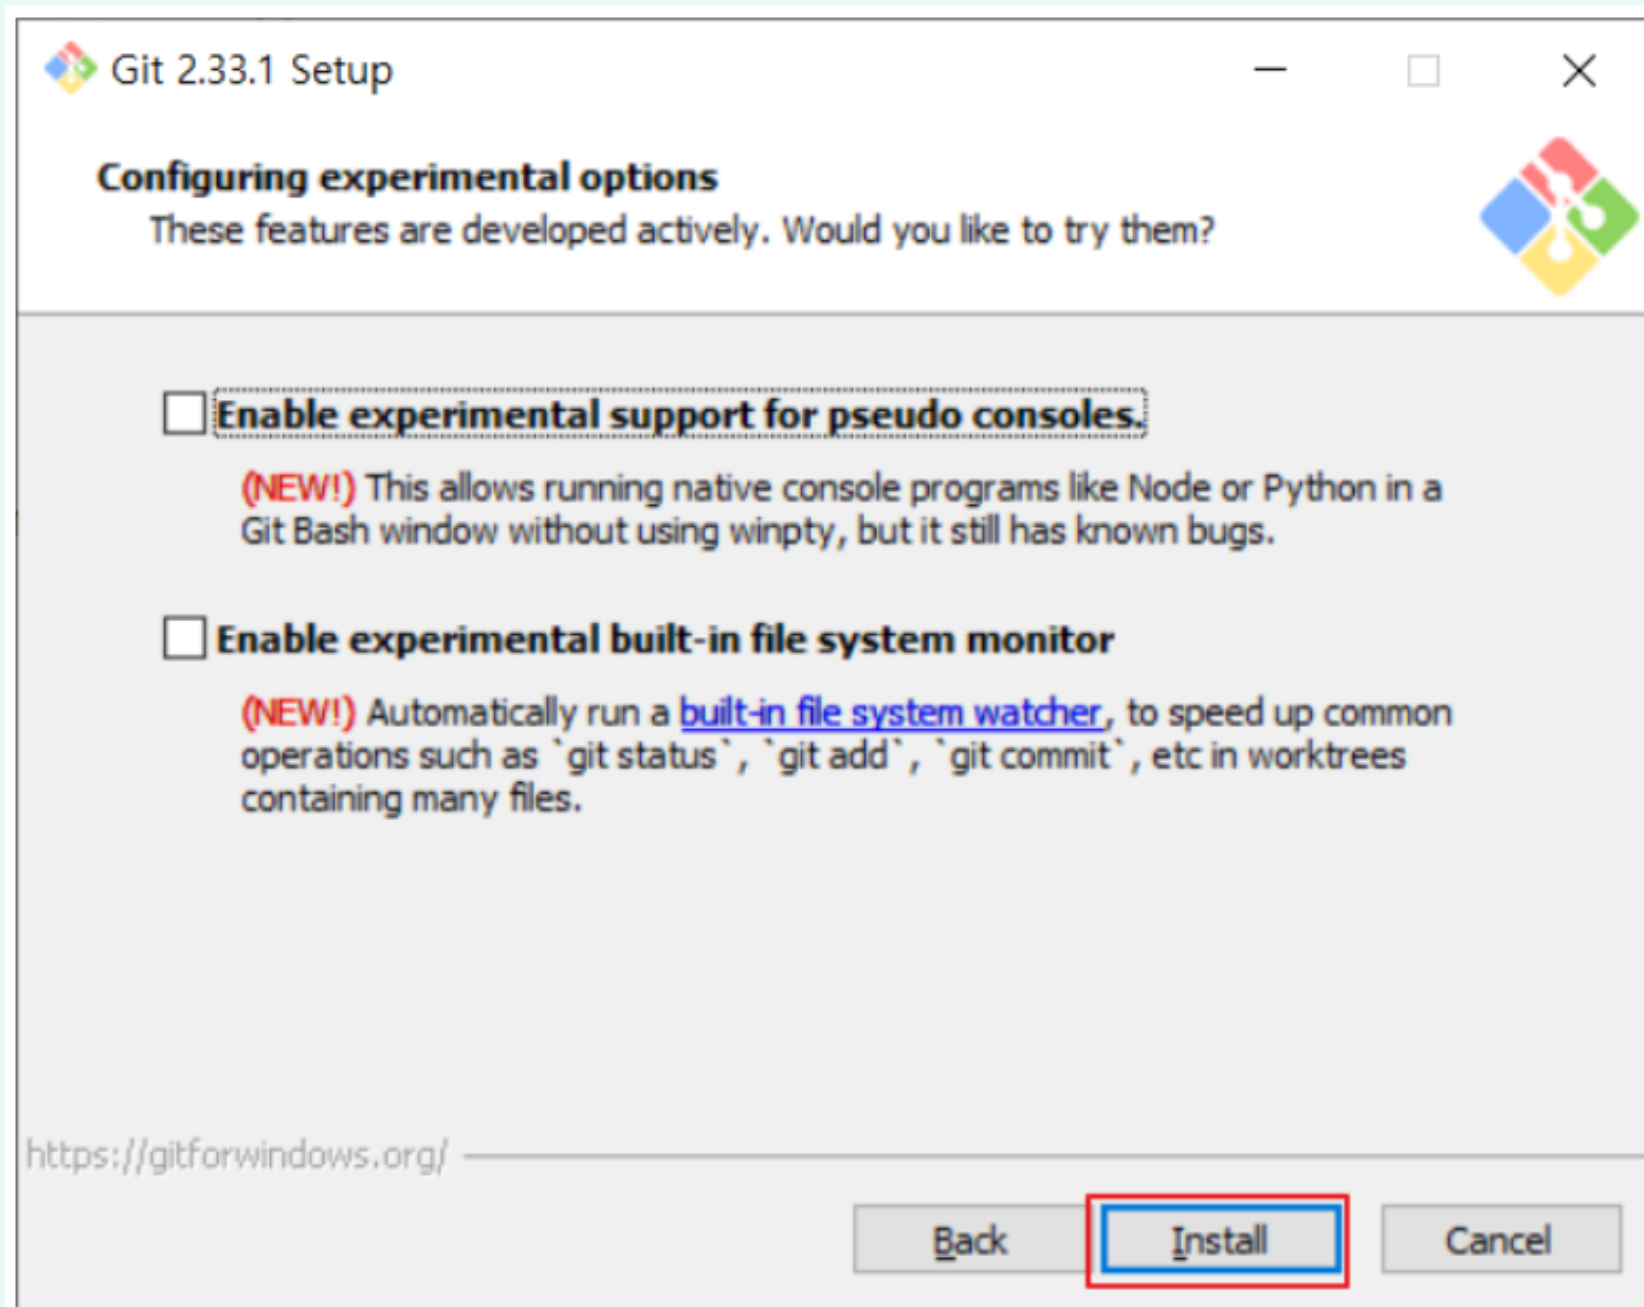 Git 2.33.1 Setup
Configuring experimental options
These features are developed actively. Would you like to try them?
Enable experimental support for pseudo consoles.
(NEW!) This allows running native console programs like Node or Python in a
Git Bash window without using winpty, but it still has known bugs.
Enable experimental built-in file system monitor
(NEW!) Automatically run a built-in file system watcher, to speed up common
operations such as `git status`, `git add`, `git commit`, etc in worktrees
containing many files.
https://gitforwindows.org/
Back Install Cancel